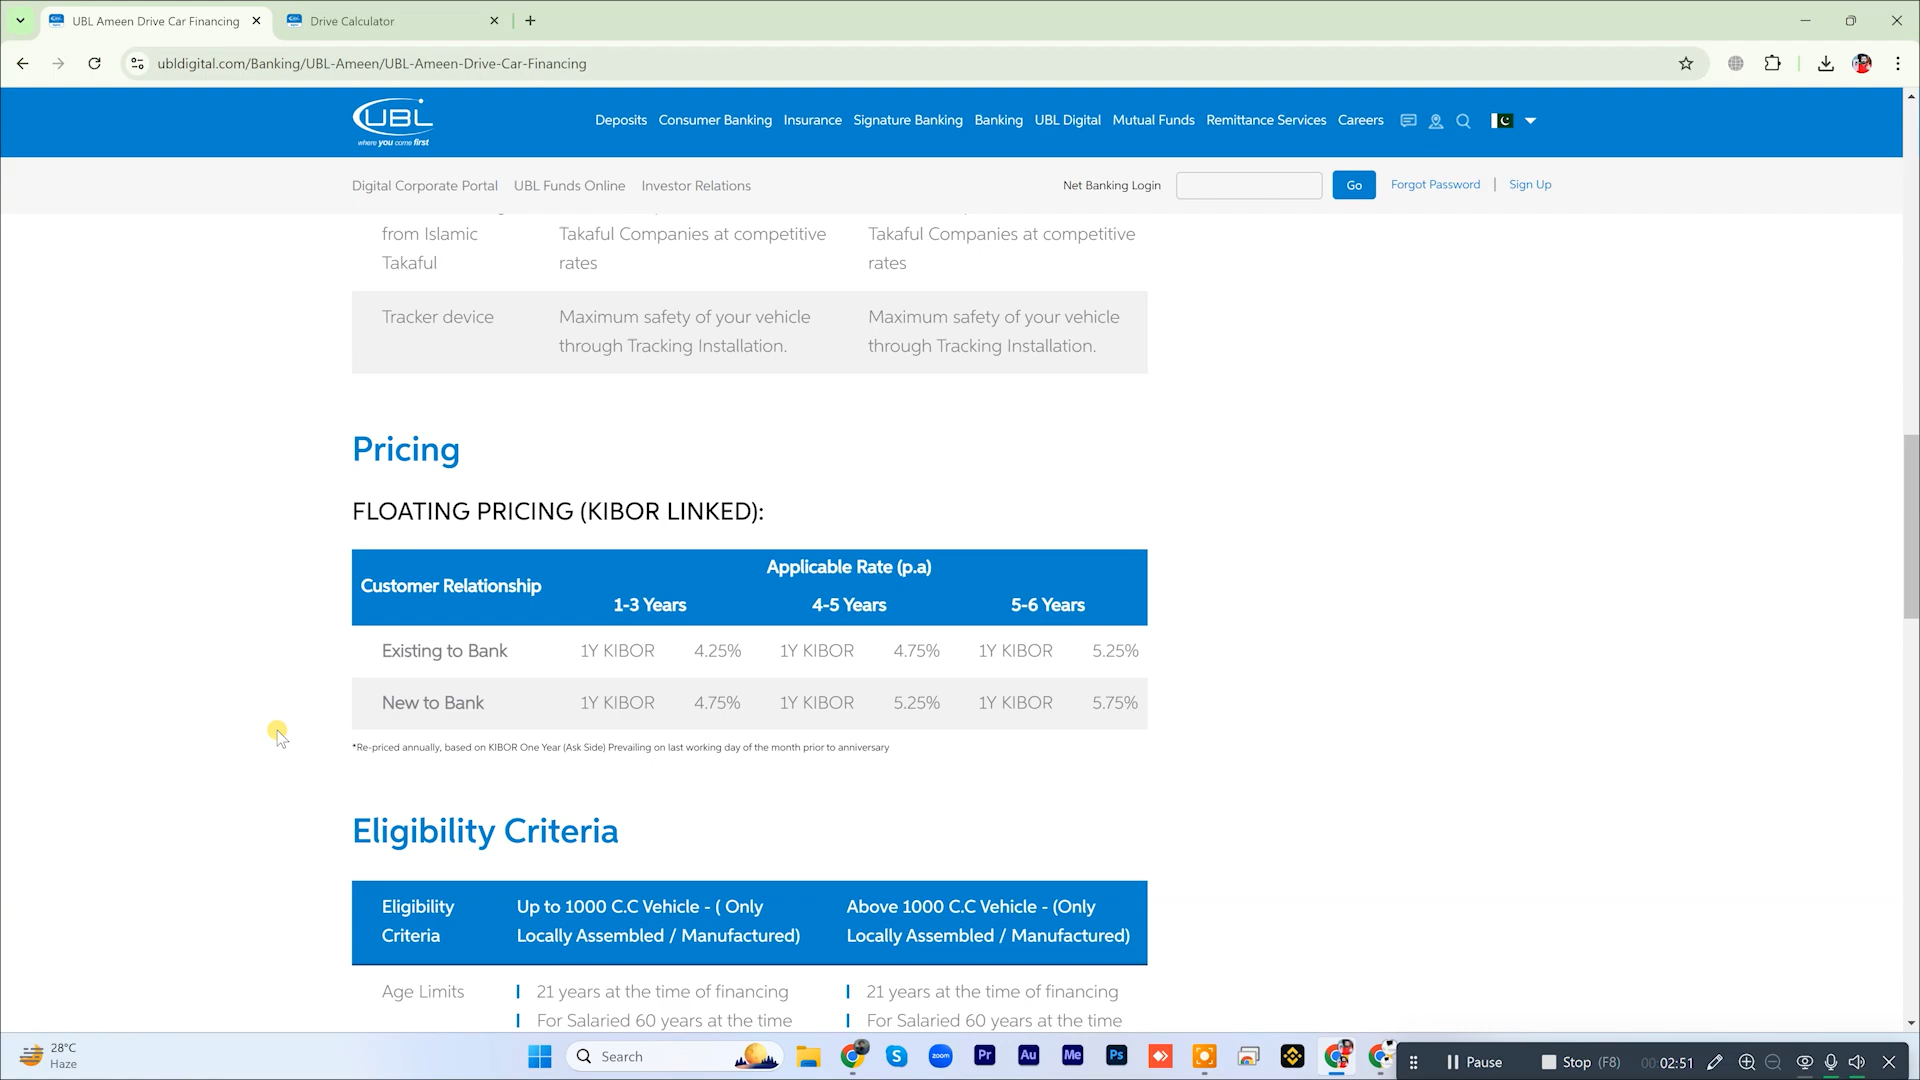 UBL Ameen Drive Car Financing
Drive Calculator
ubldigital.com/Banking/UBL-Ameen/UBL-Ameen-Drive-Car-Financing
UBL
where you come first
Deposits Consumer Banking Insurance Signature Banking Banking UBL Digital Mutual Funds Remittance Services Careers
Digital Corporate Portal UBL Funds Online Investor Relations Net Banking Login Go Forgot Password | Sign Up
from Islamic Takaful Companies at competitive Takaful Companies at competitive
Takaful rates rates
Tracker device Maximum safety of your vehicle Maximum safety of your vehicle
through Tracking Installation. through Tracking Installation.
Pricing
FLOATING PRICING (KIBOR LINKED):
Applicable Rate (p.a)
Customer Relationship
1-3 Years 4-5 Years 5-6 Years
Existing to Bank 1Y KIBOR 4.25% 1Y KIBOR 4.75% 1Y KIBOR 5.25%
New to Bank 1Y KIBOR 4.75% 1Y KIBOR 5.25% 1Y KIBOR 5.75%
*Re-priced annually, based on KIBOR One Year (Ask Side) Prevailing on last working day of the month prior to anniversary
Eligibility Criteria
Eligibility Up to 1000 C.C Vehicle - ( Only Above 1000 C.C Vehicle - (Only
Criteria Locally Assembled / Manufactured) Locally Assembled / Manufactured)
Age Limits 21 years at the time of financing 21 years at the time of financing
For Salaried 60 years at the time For Salaried 60 years at the time
28°C
Haze
Search
zoom
Pr
Au
Me
Ps
Pause
Stop (F8)
00:02:51